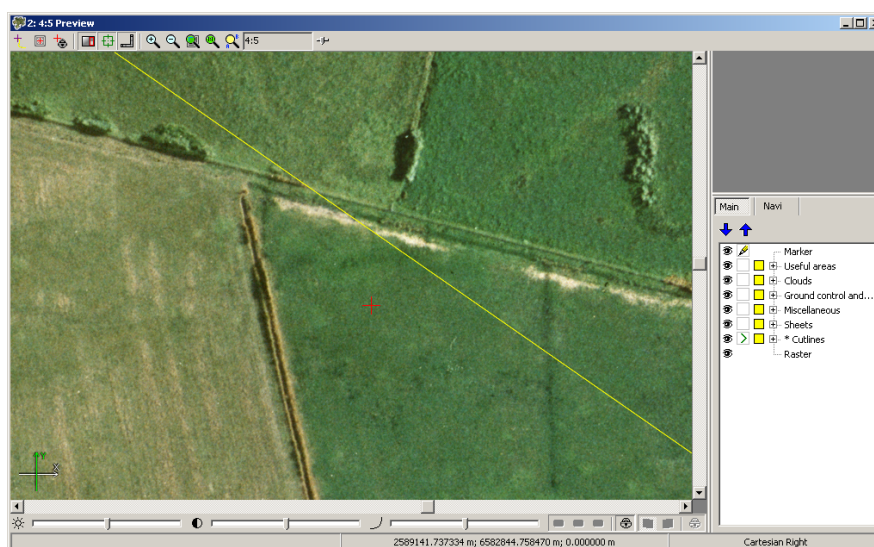 2: 4:5 Preview
4:5
Main Navi
Marker
Useful areas
Clouds
Ground control and...
Miscellaneous
Sheets
* Cutlines
Raster
Y
X
2589141.737334 m; 6582844.758470 m; 0.000000 m Cartesian Right